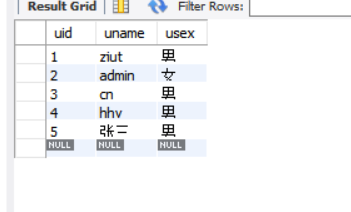 Result Grid Filter Rows:
uid uname usex
1 ziut 男
2 admin 女
3 cn 男
4 hhv 男
5 张三 男
NULL NULL NULL